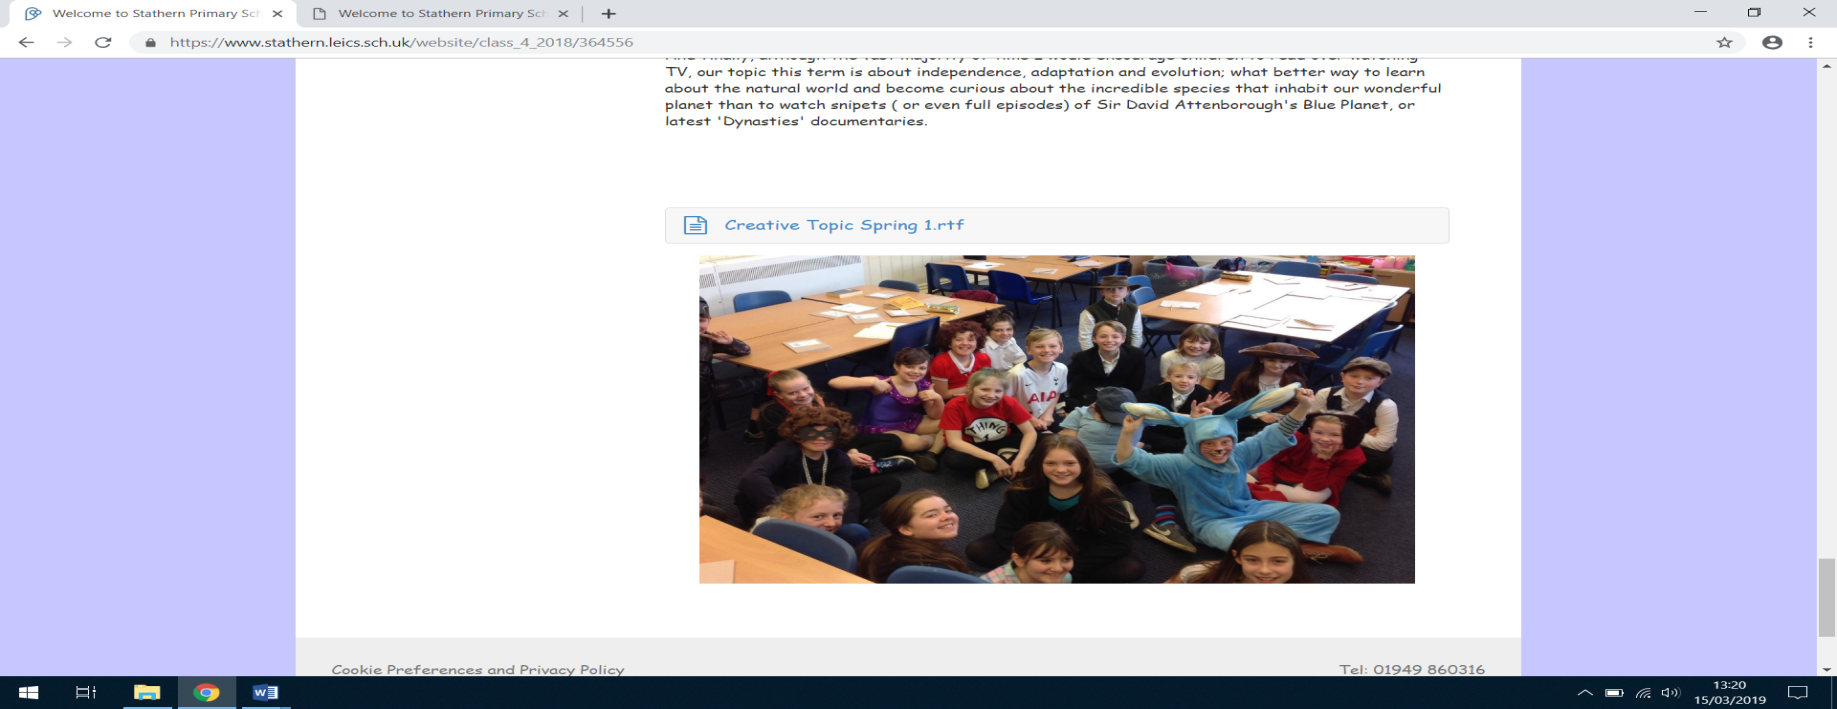 Welcome to Stathern Primary Sch
Welcome to Stathern Primary Sch
https://www.stathern.leics.sch.uk/website/class_4_2018/364556
TV, our topic this term is about independence, adaptation and evolution; what better way to learn
about the natural world and become curious about the incredible species that inhabit our wonderful
planet than to watch snipets ( or even full episodes) of Sir David Attenborough's Blue Planet, or
latest 'Dynasties' documentaries.
Creative Topic Spring 1.rtf
AIA
THING
Cookie Preferences and Privacy Policy
Tel: 01949 860316
13:20
15/03/2019